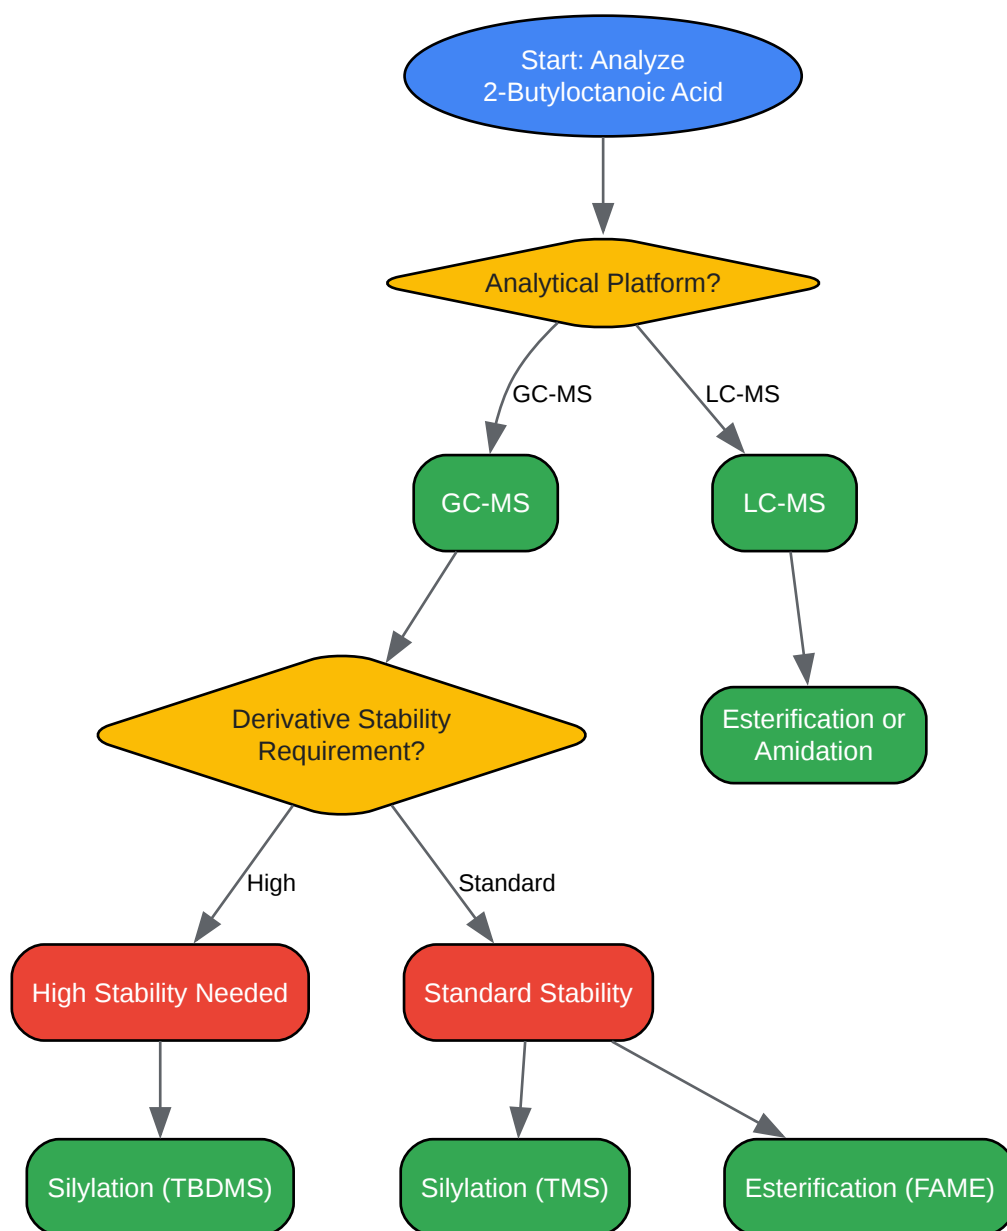 Start: Analyze
2-Butyloctanoic Acid
Analytical Platform?
GC-MS
LC-MS
GC-MS
LC-MS
Derivative Stability
Requirement?
Esterification or
Amidation
High
Standard
High Stability Needed
Standard Stability
Silylation (TBDMS)
Silylation (TMS)
Esterification (FAME)